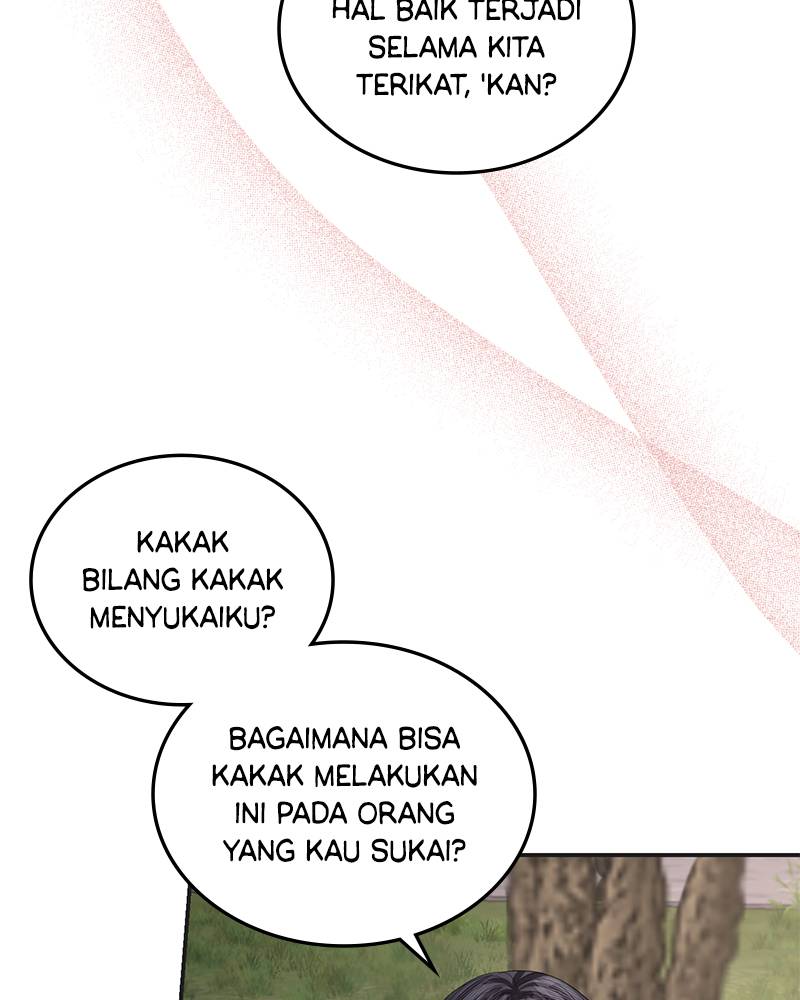 HAL BAIK TERJADI
SELAMA KITA
TERIKAT, 'KAN?
KAKAK
BILANG KAKAK
MENYUKAIKU?
BAGAIMANA BISA
KAKAK MELAKUKAN
INI PADA ORANG
YANG KAU SUKAI?